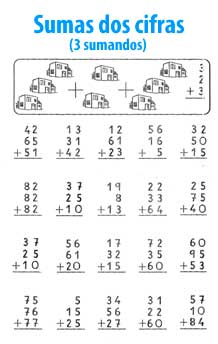 Sumas dos cifras
(3 sumandos)
3
+ + 2
+ 3
42 13 12 56 32
65 31 61 16 50
+51 +42 +23 + 5 +15
82 37 19 22 25
82 25 8 33 75
+82 +10 +13 +64 +40
37 56 17 72 60
25 61 32 35 95
+10 +20 +15 +60 +53
75 5 34 31 57
76 15 56 22 10
+77 +25 +27 +60 +84